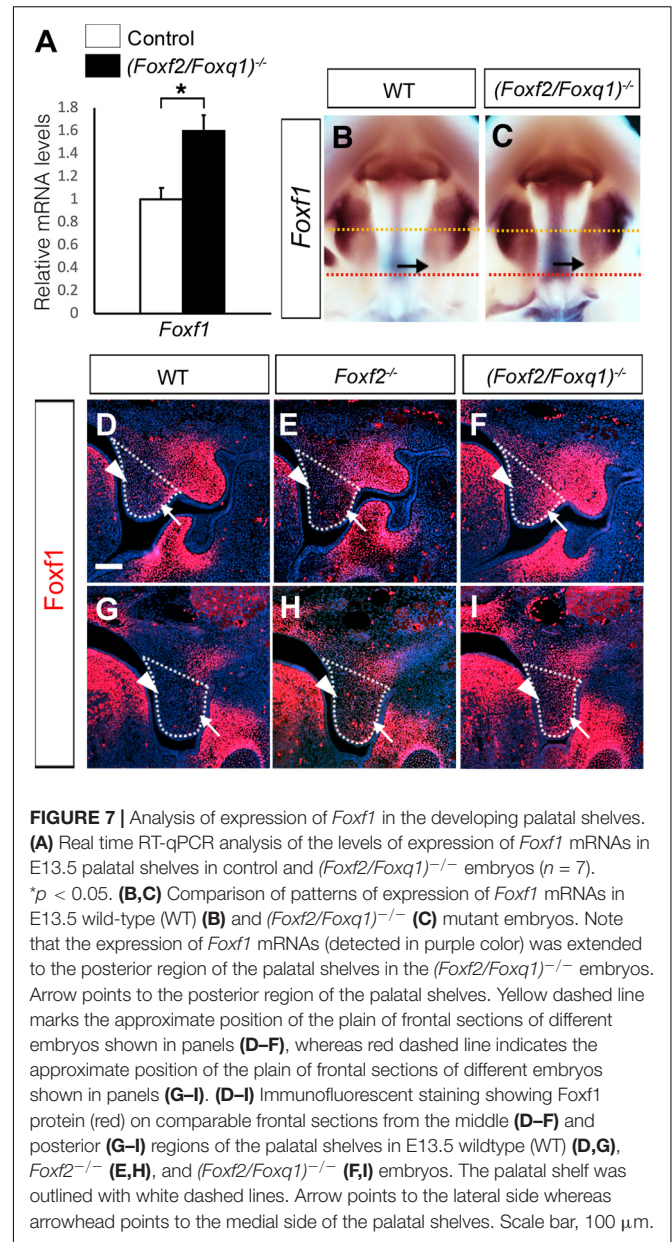 A
Control
(Foxf2/Foxq1)-/-
*
1.8
1.6
1.4
1.2
1
0.8
0.6
0.4
0.2
0
Relative mRNA levels
Foxf1
WT
(Foxf2/Foxq1)-/-
Foxf1
B
C
WT
Foxf2-/-
(Foxf2/Foxq1)-/-
Foxf1
D
E
F
G
H
I
FIGURE 7 | Analysis of expression of Foxf1 in the developing palatal shelves.
(A) Real time RT-qPCR analysis of the levels of expression of Foxf1 mRNAs in
E13.5 palatal shelves in control and (Foxf2/Foxq1)−/− embryos (n = 7).
*p < 0.05. (B,C) Comparison of patterns of expression of Foxf1 mRNAs in
E13.5 wild-type (WT) (B) and (Foxf2/Foxq1)−/− (C) mutant embryos. Note
that the expression of Foxf1 mRNAs (detected in purple color) was extended
to the posterior region of the palatal shelves in the (Foxf2/Foxq1)−/− embryos.
Arrow points to the posterior region of the palatal shelves. Yellow dashed line
marks the approximate position of the plain of frontal sections of different
embryos shown in panels (D–F), whereas red dashed line indicates the
approximate position of the plain of frontal sections of different embryos
shown in panels (G–I). (D–I) Immunofluorescent staining showing Foxf1
protein (red) on comparable frontal sections from the middle (D–F) and
posterior (G–I) regions of the palatal shelves in E13.5 wildtype (WT) (D,G),
Foxf2−/− (E,H), and (Foxf2/Foxq1)−/− (F,I) embryos. The palatal shelf was
outlined with white dashed lines. Arrow points to the lateral side whereas
arrowhead points to the medial side of the palatal shelves. Scale bar, 100 μm.